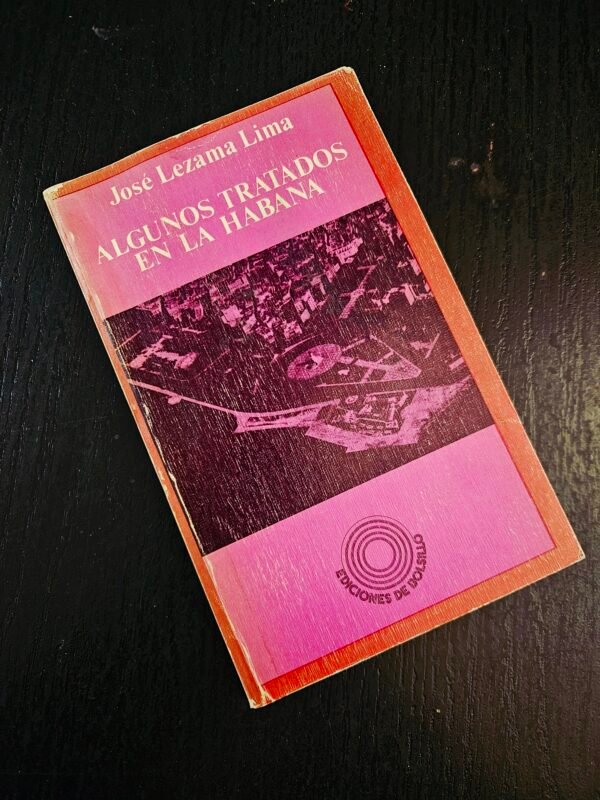 José Lezama Lima
ALGUNOS TRATADOS
EN LA HABANA
EDICIONES DE BOLSILLO